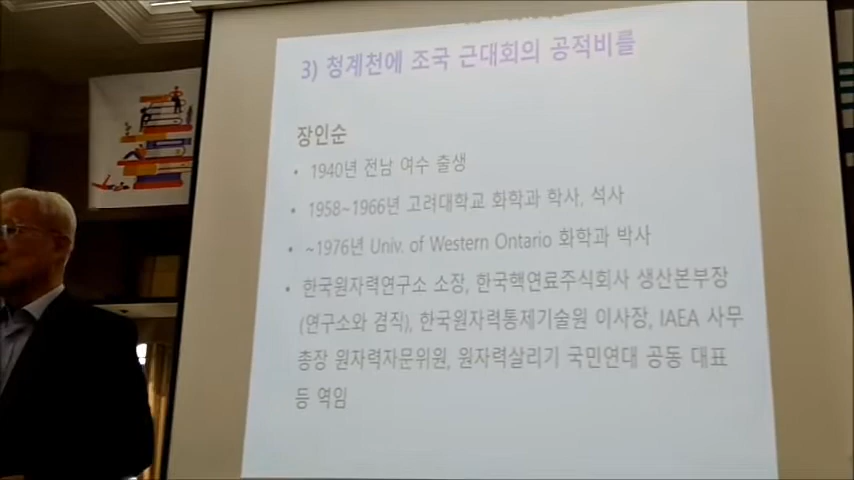 3) 청계천에 조국 근대회의 공적비를
장인순
• 1940년 전남 여수 출생
• 1958~1966년 고려대학교 화학과 학사, 석사
• ~1976년 Univ. of Western Ontario 화학과 박사
• 한국원자력연구소 소장, 한국핵연료주식회사 생산본부장
(연구소와 겸직), 한국원자력통제기술원 이사장, IAEA 사무
총장 원자력자문위원, 원자력살리기 국민연대 공동 대표
등 역임